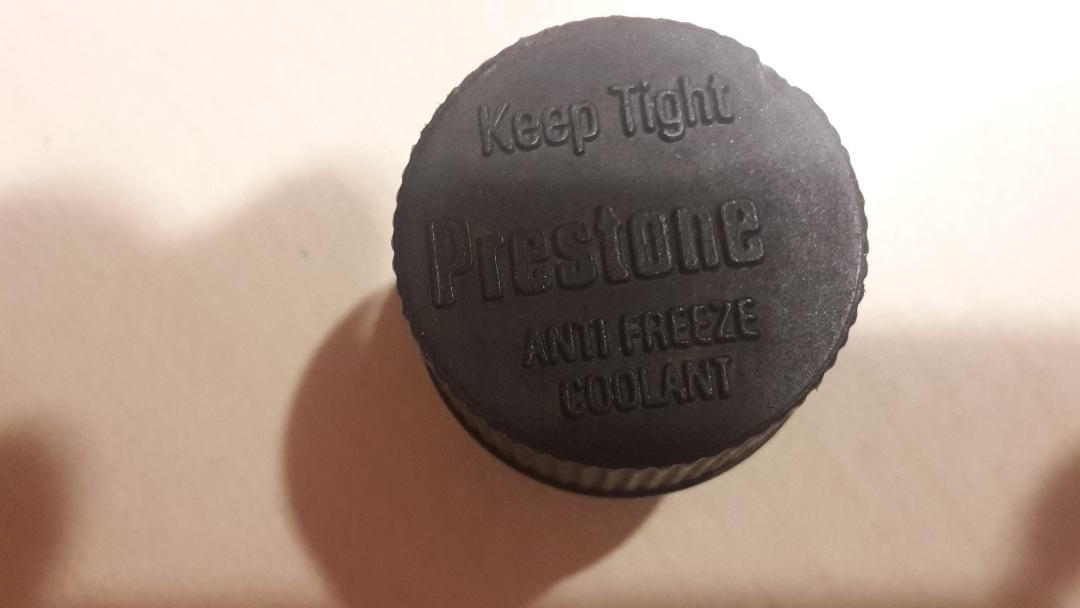 Keep Tight
Prestone
ANTI FREEZE
COOLANT